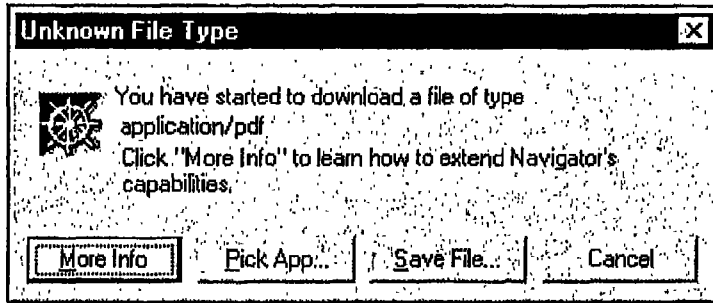 Unknown File Type
You have started to download a file of type
application/pdf
Click "More Info" to learn how to extend Navigator's
capabilities.
More Info Pick App... Save File... Cancel